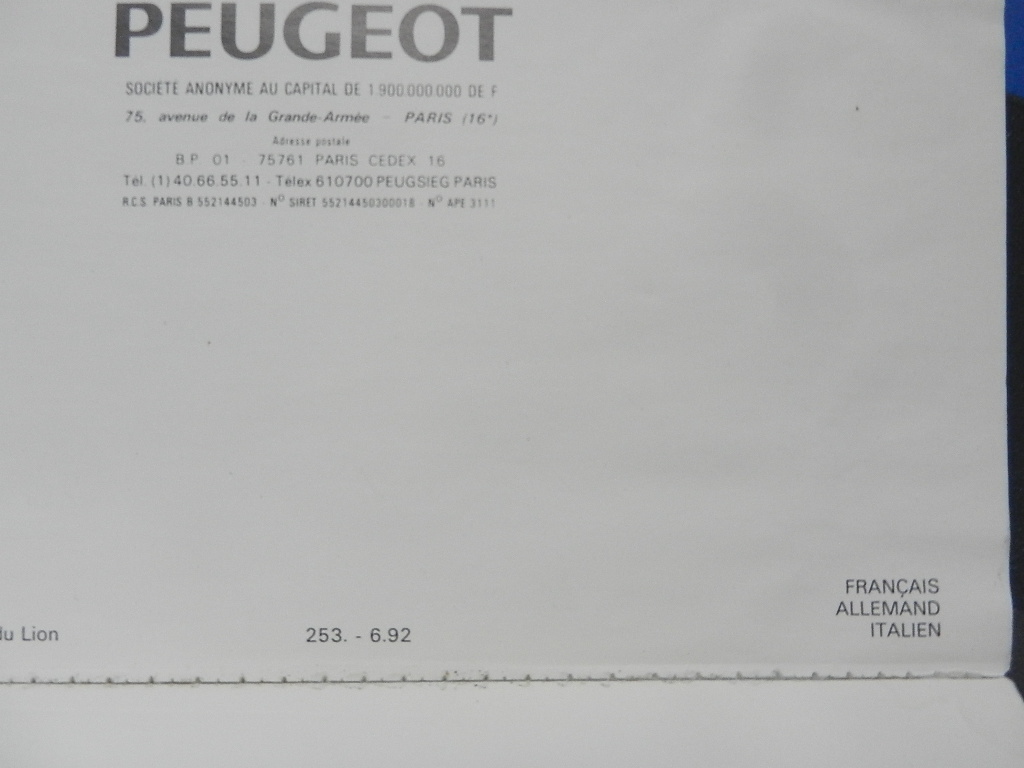 PEUGEOT
SOCIÉTÉ ANONYME AU CAPITAL DE 1.900.000.000 DE F
75, avenue de la Grande-Armée - PARIS (16e)
Adresse postale
B.P. 01 - 75761 PARIS CEDEX 16
Tél. (1) 40.66.55.11 - Télex 610700 PEUGSIEG PARIS
R.C.S. PARIS B 552144503 - N° SIRET 55214450300018 - N° APE 3111
FRANÇAIS
ALLEMAND
ITALIEN
du Lion
253. - 6.92